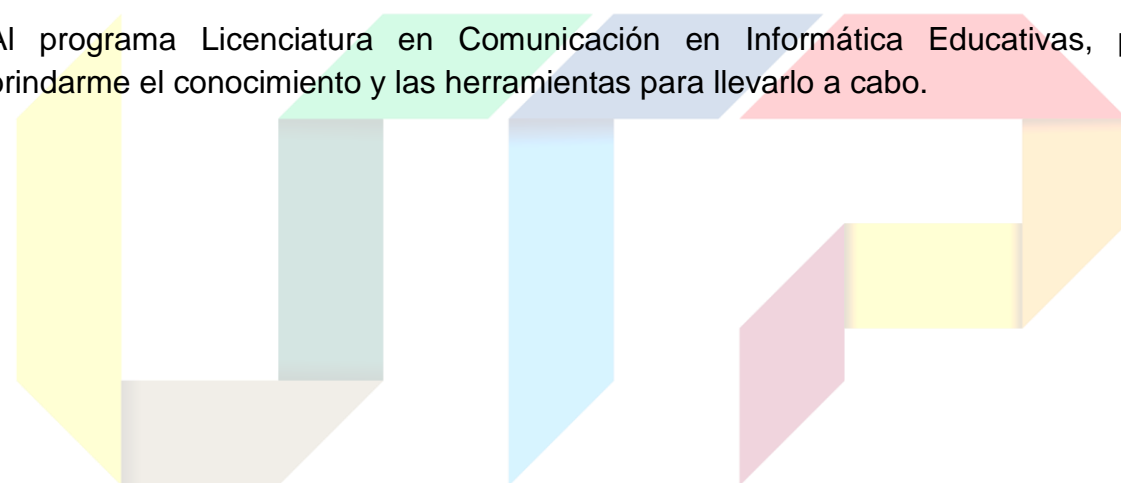 Al programa Licenciatura en Comunicación en Informática Educativas, p
brindarme el conocimiento y las herramientas para llevarlo a cabo.